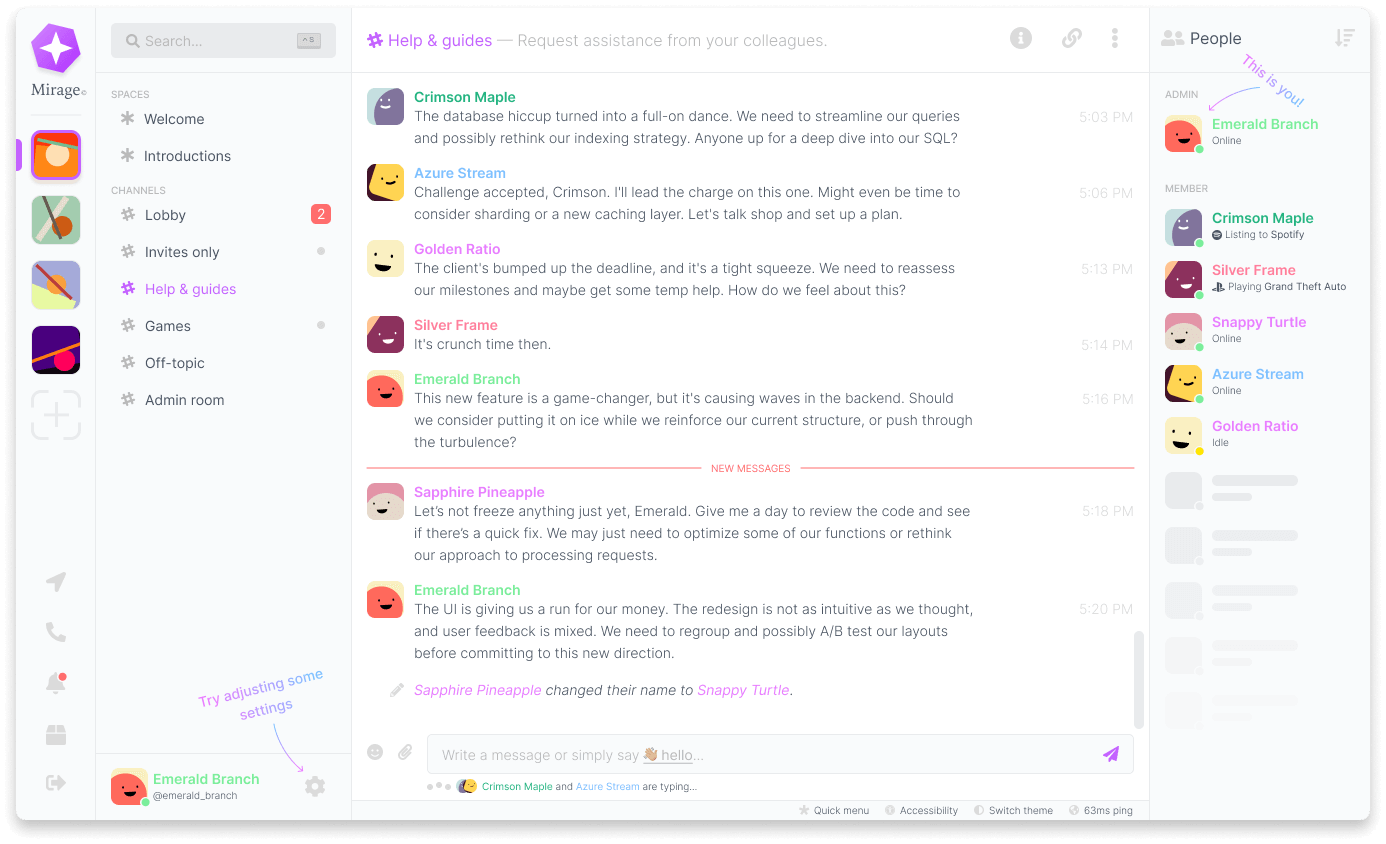 Mirage©
Search...
^S
SPACES
Welcome
Introductions
CHANNELS
Lobby
2
Invites only
Help & guides
Games
Off-topic
Admin room
Try adjusting some
settings
Emerald Branch
@emerald_branch
Help & guides — Request assistance from your colleagues.
Crimson Maple
The database hiccup turned into a full-on dance. We need to streamline our queries
5:03 PM
and possibly rethink our indexing strategy. Anyone up for a deep dive into our SQL?
Azure Stream
Challenge accepted, Crimson. I'll lead the charge on this one. Might even be time to
5:06 PM
consider sharding or a new caching layer. Let's talk shop and set up a plan.
Golden Ratio
The client's bumped up the deadline, and it's a tight squeeze. We need to reassess
5:13 PM
our milestones and maybe get some temp help. How do we feel about this?
Silver Frame
It's crunch time then.
5:14 PM
Emerald Branch
This new feature is a game-changer, but it's causing waves in the backend. Should
5:16 PM
we consider putting it on ice while we reinforce our current structure, or push through
the turbulence?
NEW MESSAGES
Sapphire Pineapple
Let’s not freeze anything just yet, Emerald. Give me a day to review the code and see
5:18 PM
if there’s a quick fix. We may just need to optimize some of our functions or rethink
our approach to processing requests.
Emerald Branch
The UI is giving us a run for our money. The redesign is not as intuitive as we thought,
5:20 PM
and user feedback is mixed. We need to regroup and possibly A/B test our layouts
before committing to this new direction.
Sapphire Pineapple changed their name to Snappy Turtle.
Write a message or simply say 👋🏼 hello...
Crimson Maple and Azure Stream are typing...
Quick menu
Accessibility
Switch theme
63ms ping
People
This is you!
ADMIN
Emerald Branch
Online
MEMBER
Crimson Maple
Listing to Spotify
Silver Frame
Playing Grand Theft Auto
Snappy Turtle
Online
Azure Stream
Online
Golden Ratio
Idle